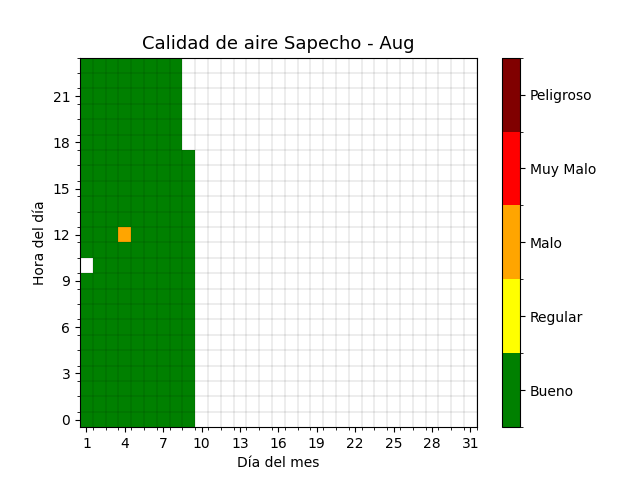 Calidad de aire Sapecho - Aug
21
18
15
12
9
6
3
0
Hora del día
1 4 7 10 13 16 19 22 25 28 31
Día del mes
Peligroso
Muy Malo
Malo
Regular
Bueno